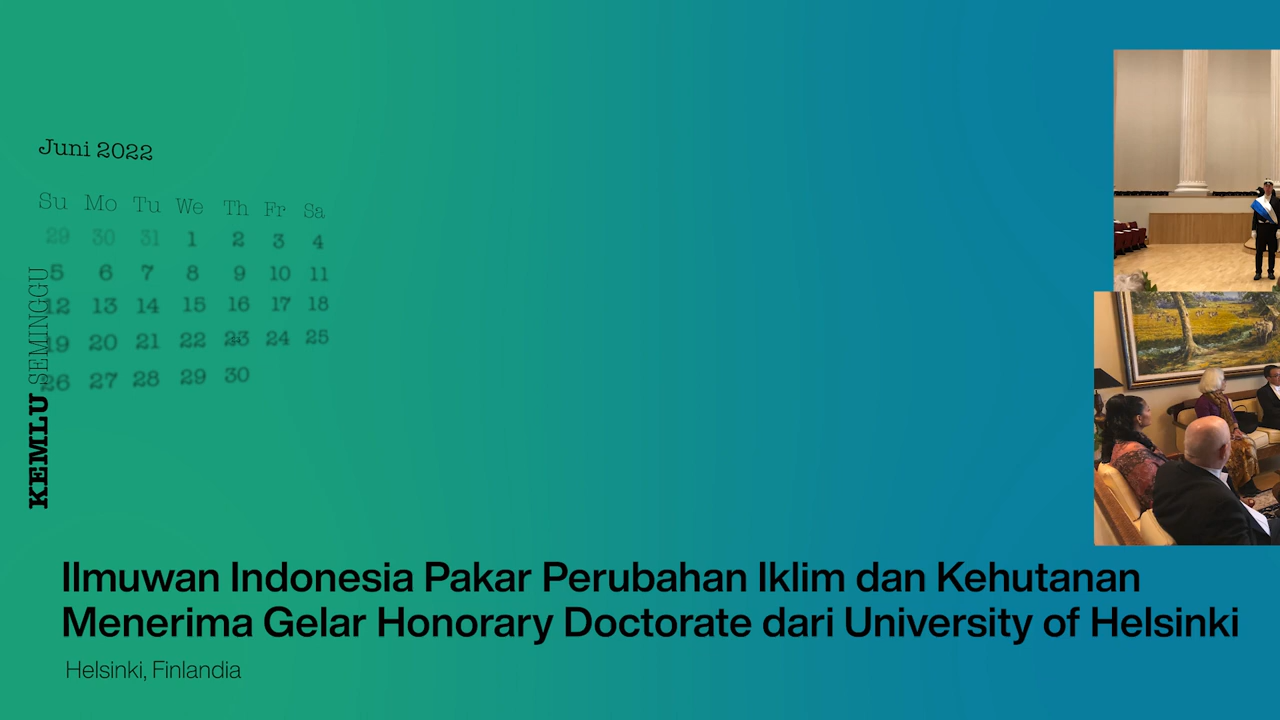 Juni 2022
Su Mo Tu We Th Fr Sa
29 30 31 1 2 3 4
5 6 7 8 9 10 11
12 13 14 15 16 17 18
19 20 21 22 23 24 25
26 27 28 29 30
KEMLU SEMINGGU
Ilmuwan Indonesia Pakar Perubahan Iklim dan Kehutanan
Menerima Gelar Honorary Doctorate dari University of Helsinki
Helsinki, Finlandia